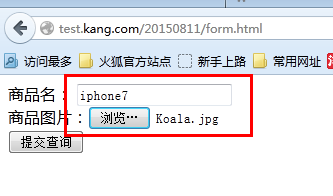 test.kang.com/20150811/form.html
访问最多 火狐官方站点 新手上路 常用网址
商品名： iphone7
商品图片： 浏览… Koala.jpg
提交查询